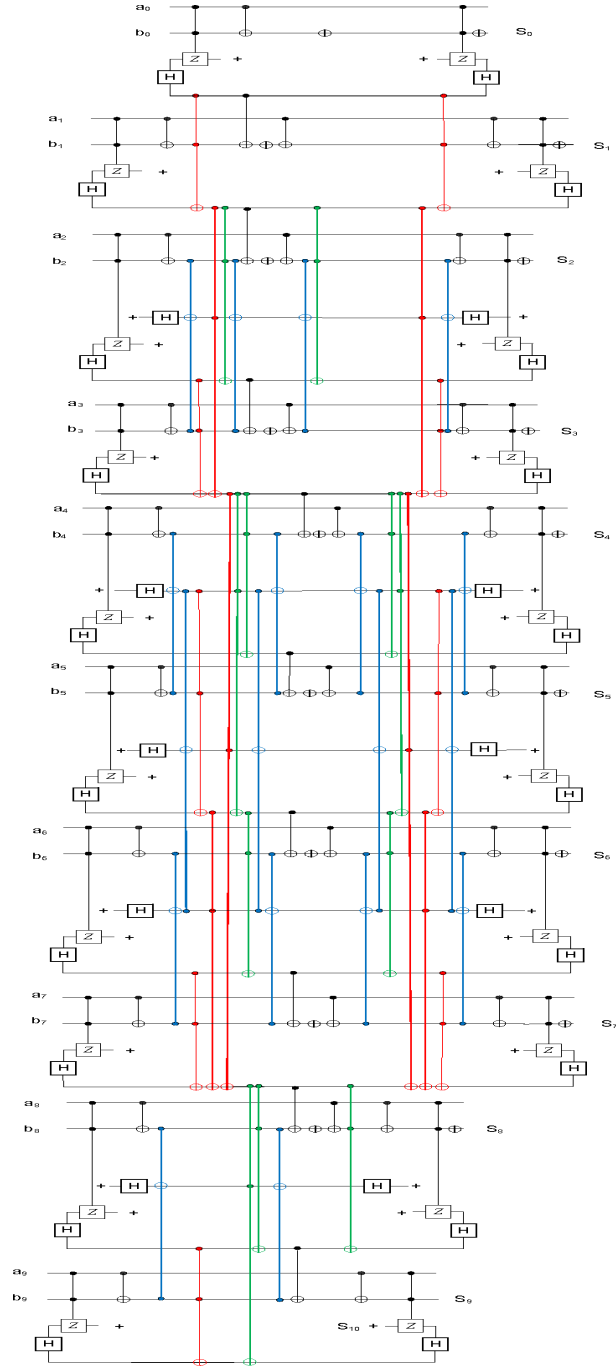 a₀
b₀ S₀
Z + + Z
H H
a₁
b₁ S₁
Z + + Z
H H
a₂
b₂ S₂
+ H H +
Z + + Z
H H
a₃
b₃ S₃
Z + + Z
H H
a₄
b₄ S₄
+ H H +
Z + + Z
H H
a₅
b₅ S₅
+ H H +
Z + + Z
H H
a₆
b₆ S₆
+ H H +
Z + + Z
H H
a₇
b₇ S₇
Z + + Z
H H
a₈
b₈ S₈
+ H H +
Z + + Z
H H
a₉
b₉ S₉
Z + S₁₀ + Z
H H